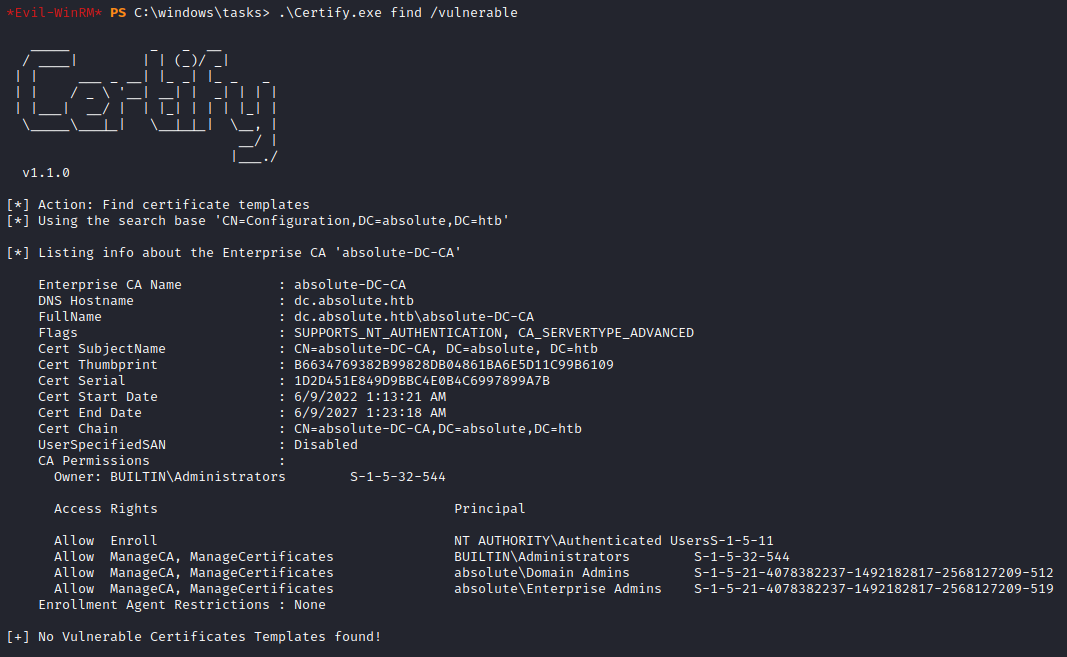 *Evil-WinRM* PS C:\windows\tasks> .\Certify.exe find /vulnerable
Certify
v1.1.0
[*] Action: Find certificate templates
[*] Using the search base 'CN=Configuration,DC=absolute,DC=htb'
[*] Listing info about the Enterprise CA 'absolute-DC-CA'
Enterprise CA Name : absolute-DC-CA
DNS Hostname : dc.absolute.htb
FullName : dc.absolute.htb\absolute-DC-CA
Flags : SUPPORTS_NT_AUTHENTICATION, CA_SERVERTYPE_ADVANCED
Cert SubjectName : CN=absolute-DC-CA, DC=absolute, DC=htb
Cert Thumbprint : B6634769382B99828DB04861BA6E5D11C99B6109
Cert Serial : 1D2D451E849D9BBC4E0B4C6997899A7B
Cert Start Date : 6/9/2022 1:13:21 AM
Cert End Date : 6/9/2027 1:23:18 AM
Cert Chain : CN=absolute-DC-CA,DC=absolute,DC=htb
UserSpecifiedSAN : Disabled
CA Permissions :
Owner: BUILTIN\Administrators S-1-5-32-544
Access Rights Principal
Allow Enroll NT AUTHORITY\Authenticated UsersS-1-5-11
Allow ManageCA, ManageCertificates BUILTIN\Administrators S-1-5-32-544
Allow ManageCA, ManageCertificates absolute\Domain Admins S-1-5-21-4078382237-1492182817-2568127209-512
Allow ManageCA, ManageCertificates absolute\Enterprise Admins S-1-5-21-4078382237-1492182817-2568127209-519
Enrollment Agent Restrictions : None
[+] No Vulnerable Certificates Templates found!